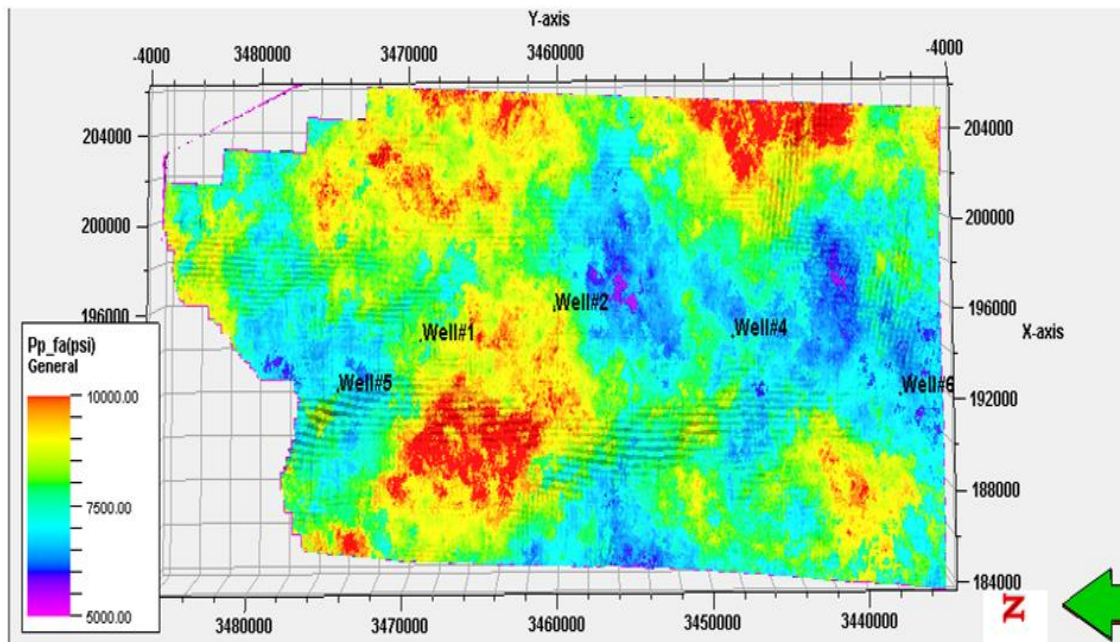 Y-axis
-4000 3480000 3470000 3460000 -4000
204000 204000
200000 200000
196000 196000
192000
188000
184000
X-axis
Well#2
Well#1
Well#4
Well#5
Well#6
Pp_fa(psi)
General
10000.00
7500.00
5000.00
3480000 3470000 3460000 3450000 3440000
N